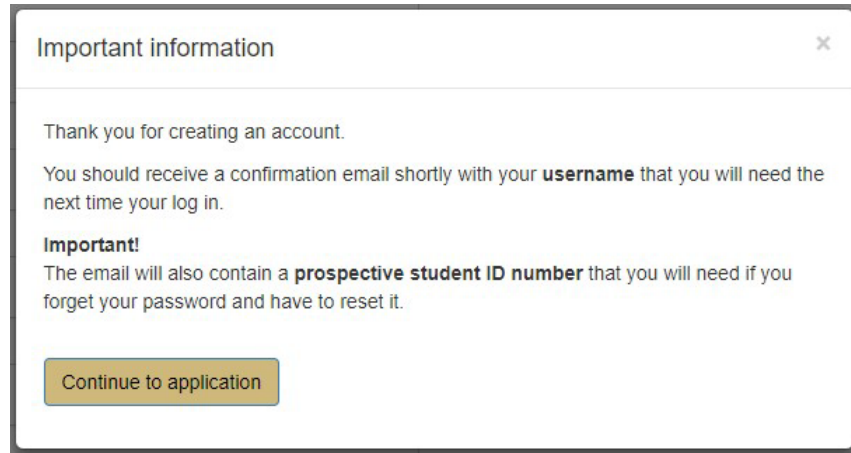 Important information
×
Thank you for creating an account.
You should receive a confirmation email shortly with your username that you will need the
next time your log in.
Important!
The email will also contain a prospective student ID number that you will need if you
forget your password and have to reset it.
Continue to application